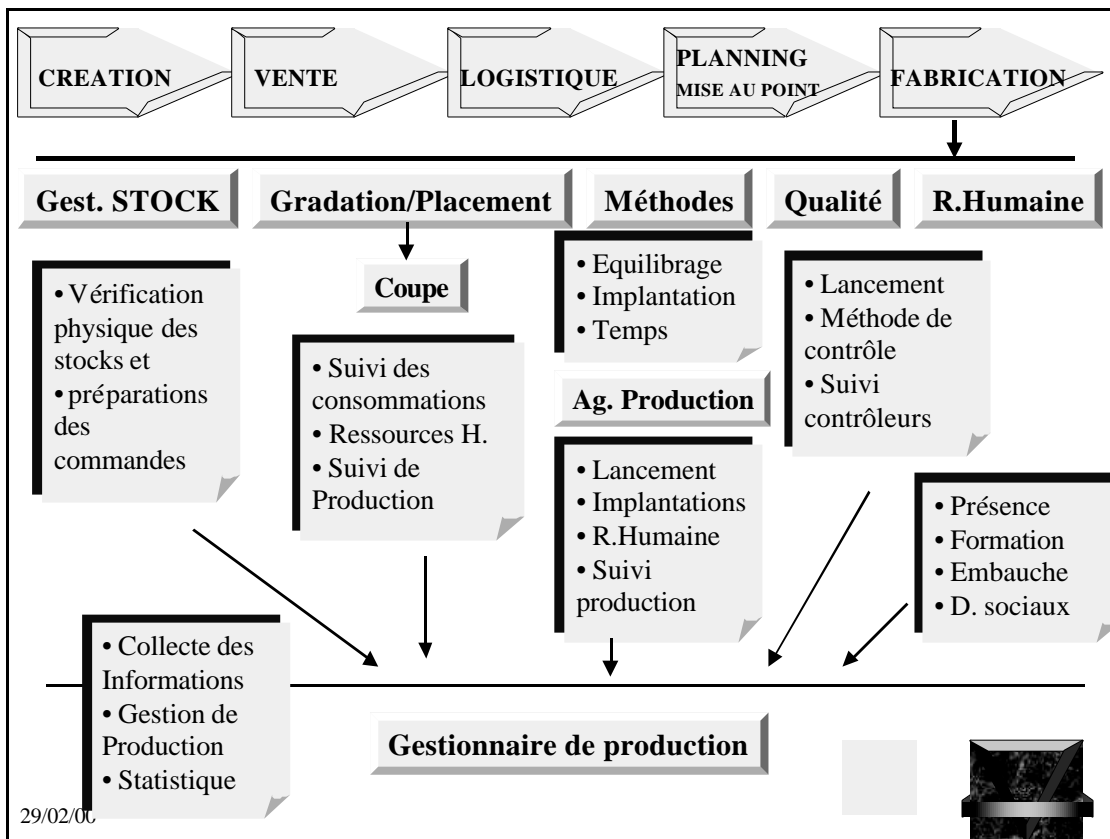 CREATION
VENTE
LOGISTIQUE
PLANNING
MISE AU POINT
FABRICATION
Gest. STOCK
Gradation/Placement
Méthodes
Qualité
R.Humaine
• Vérification
physique des
stocks et
• préparations
des
commandes
Coupe
• Suivi des
consommations
• Ressources H.
• Suivi de
Production
• Equilibrage
• Implantation
• Temps
Ag. Production
• Lancement
• Implantations
• R.Humaine
• Suivi
production
• Lancement
• Méthode de
contrôle
• Suivi
contrôleurs
• Présence
• Formation
• Embauche
• D. sociaux
• Collecte des
Informations
• Gestion de
Production
• Statistique
Gestionnaire de production
29/02/00